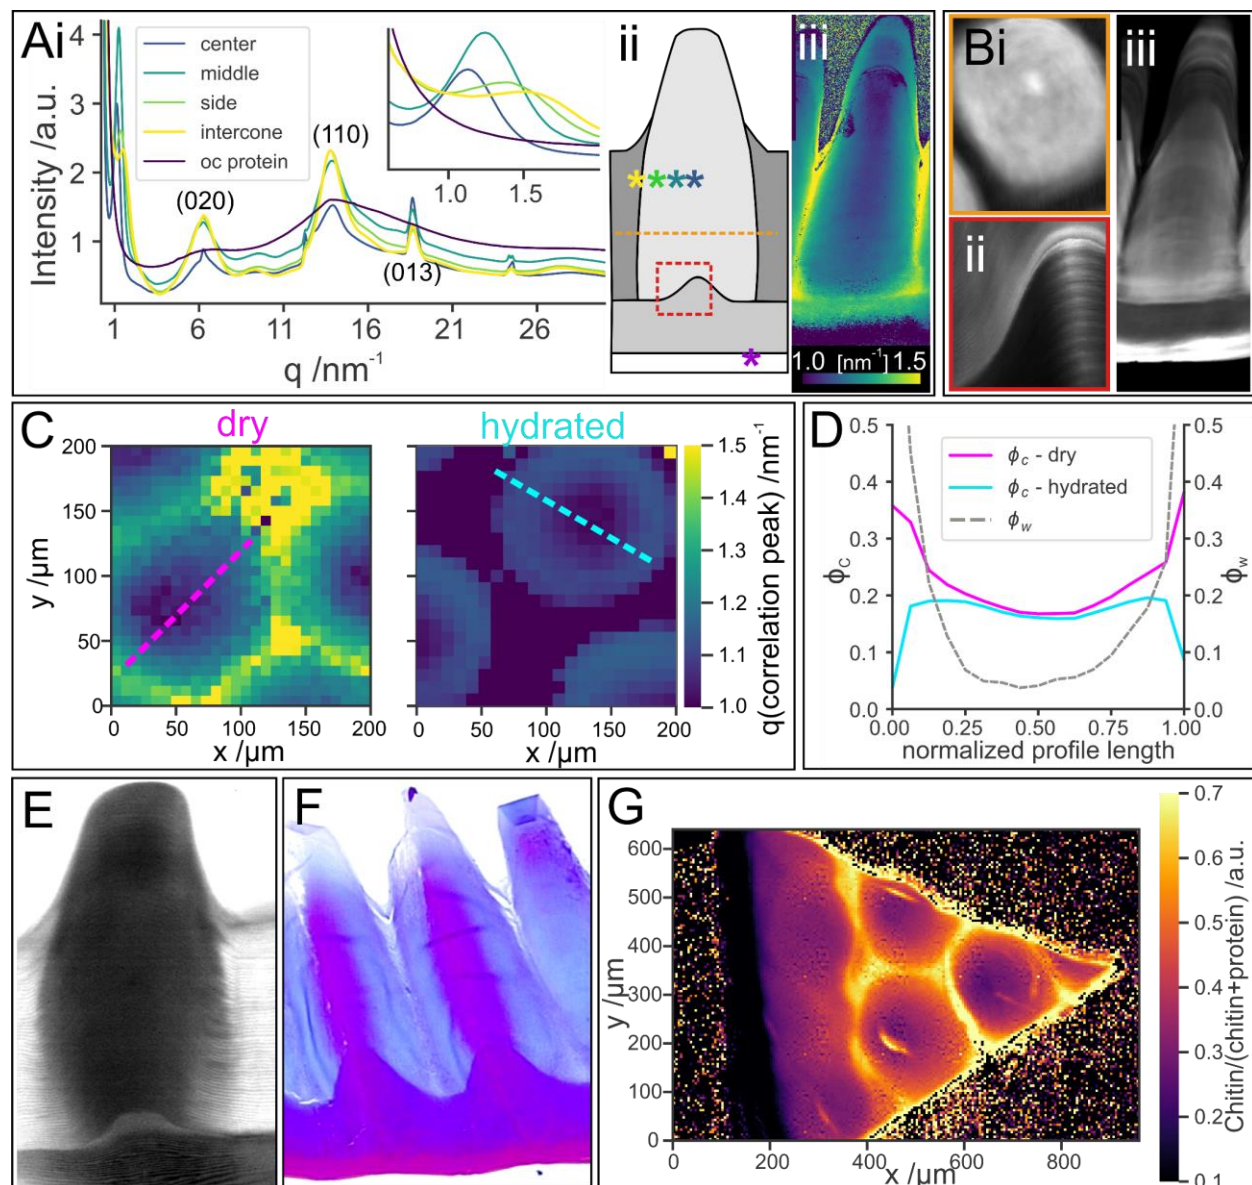 Ai
Intensity /a.u.
4
3
2
1
center
middle
side
intercone
oc protein
(020)
(110)
(013)
1.0 1.5
1 6 11 16 21 26
q /nm⁻¹
ii
iii
1.0 [nm⁻¹] 1.5
Bi
ii
iii
C
dry
hydrated
y /µm
200
150
100
50
0
0 50 100 150 200
x /µm
0 50 100 150 200
x /µm
1.5
1.4
1.3
1.2
1.1
1.0
q(correlation peak) /nm⁻¹
D
ϕc - dry
ϕc - hydrated
ϕw
ϕC
0.5
0.4
0.3
0.2
0.1
0.0
0.5
0.4
0.3
0.2
0.1
0.0
ϕw
0.00 0.25 0.50 0.75 1.00
normalized profile length
E
F
G
y /µm
600
500
400
300
200
100
0
0 200 400 600 800
x /µm
0.7
0.6
0.5
0.4
0.3
0.2
0.1
Chitin/(chitin+protein) /a.u.